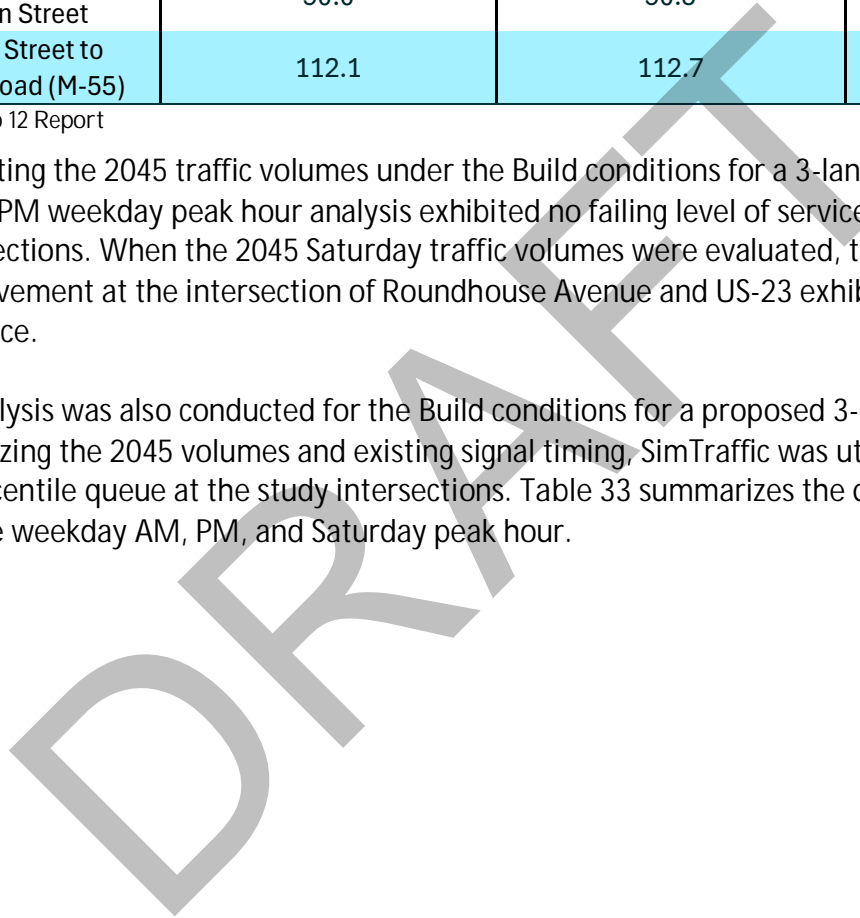 n Street
Street to 112.1 112.7
oad (M-55)
12 Report
ting the 2045 traffic volumes under the Build conditions for a 3-lan
PM weekday peak hour analysis exhibited no failing level of service
ections. When the 2045 Saturday traffic volumes were evaluated, t
vement at the intersection of Roundhouse Avenue and US-23 exhib
ce.
lysis was also conducted for the Build conditions for a proposed 3-
zing the 2045 volumes and existing signal timing, SimTraffic was ut
centile queue at the study intersections. Table 33 summarizes the
e weekday AM, PM, and Saturday peak hour.
DRAFT